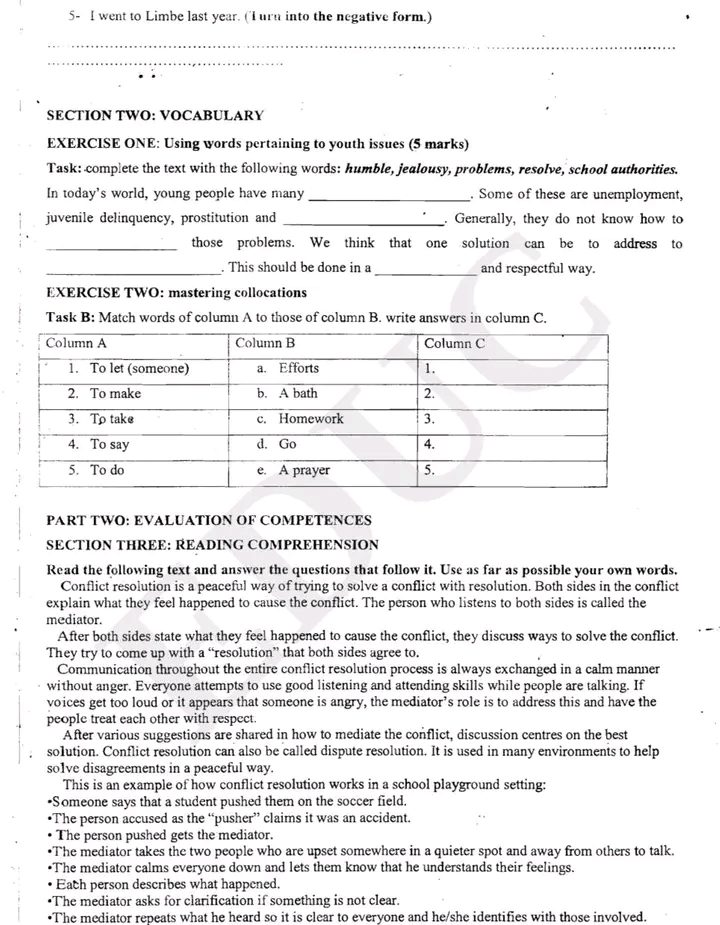 5- I went to Limbe last year. (Turn into the negative form.)
SECTION TWO: VOCABULARY
EXERCISE ONE: Using words pertaining to youth issues (5 marks)
Task: complete the text with the following words: humble, jealousy, problems, resolve, school authorities.
In today's world, young people have many ____________________. Some of these are unemployment,
juvenile delinquency, prostitution and ____________________. Generally, they do not know how to
________________ those problems. We think that one solution can be to address to
______________________. This should be done in a _____________ and respectful way.
EXERCISE TWO: mastering collocations
Task B: Match words of column A to those of column B. write answers in column C.
Column A Column B Column C
1. To let (someone) a. Efforts 1.
2. To make b. A bath 2.
3. To take c. Homework 3.
4. To say d. Go 4.
5. To do e. A prayer 5.
PART TWO: EVALUATION OF COMPETENCES
SECTION THREE: READING COMPREHENSION
Read the following text and answer the questions that follow it. Use as far as possible your own words.
Conflict resolution is a peaceful way of trying to solve a conflict with resolution. Both sides in the conflict
explain what they feel happened to cause the conflict. The person who listens to both sides is called the
mediator.
After both sides state what they feel happened to cause the conflict, they discuss ways to solve the conflict.
They try to come up with a "resolution" that both sides agree to.
Communication throughout the entire conflict resolution process is always exchanged in a calm manner
without anger. Everyone attempts to use good listening and attending skills while people are talking. If
voices get too loud or it appears that someone is angry, the mediator's role is to address this and have the
people treat each other with respect.
After various suggestions are shared in how to mediate the conflict, discussion centres on the best
solution. Conflict resolution can also be called dispute resolution. It is used in many environments to help
solve disagreements in a peaceful way.
This is an example of how conflict resolution works in a school playground setting:
•Someone says that a student pushed them on the soccer field.
•The person accused as the "pusher" claims it was an accident.
• The person pushed gets the mediator.
•The mediator takes the two people who are upset somewhere in a quieter spot and away from others to talk.
•The mediator calms everyone down and lets them know that he understands their feelings.
• Each person describes what happened.
•The mediator asks for clarification if something is not clear.
•The mediator repeats what he heard so it is clear to everyone and he/she identifies with those involved.
EDUC